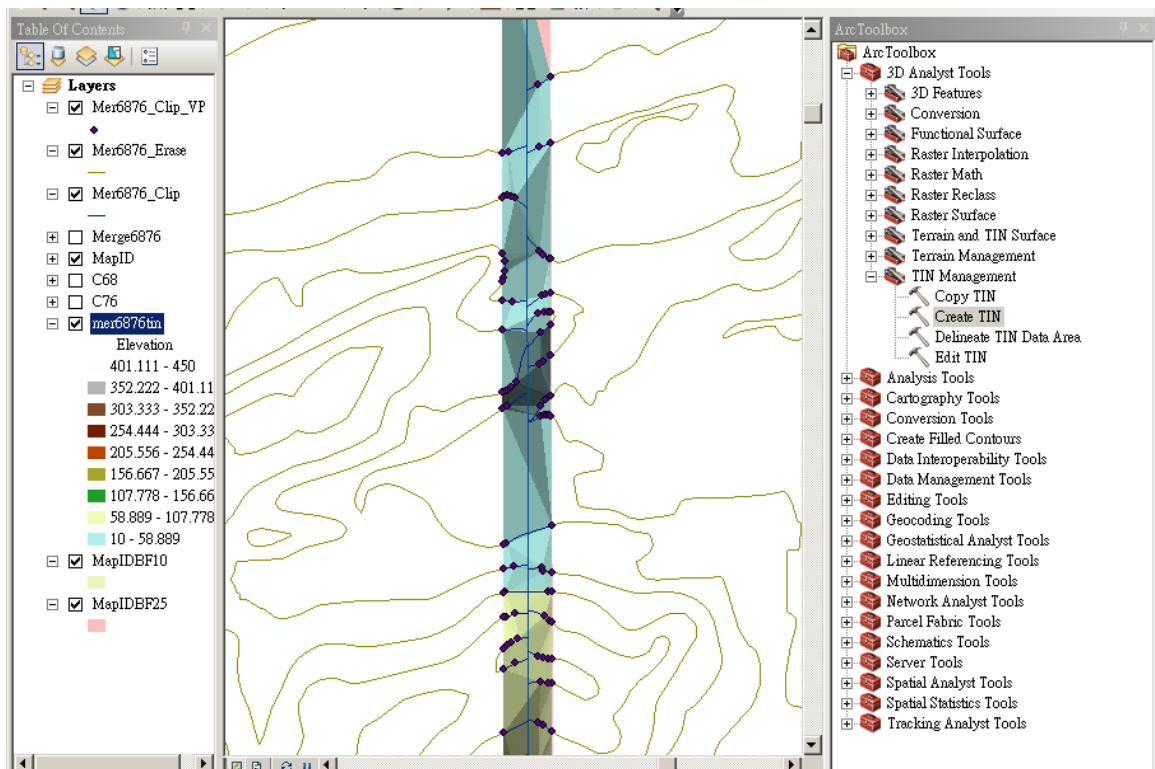 Table Of Contents
Layers
Mer6876_Clip_VP
Mer6876_Erase
Mer6876_Clip
Merge6876
MapID
C68
C76
mer6876tin
Elevation
401.111 - 450
352.222 - 401.11
303.333 - 352.22
254.444 - 303.33
205.556 - 254.44
156.667 - 205.55
107.778 - 156.66
58.889 - 107.778
10 - 58.889
MapIDBF10
MapIDBF25
ArcToolbox
ArcToolbox
3D Analyst Tools
3D Features
Conversion
Functional Surface
Raster Interpolation
Raster Math
Raster Reclass
Raster Surface
Terrain and TIN Surface
Terrain Management
TIN Management
Copy TIN
Create TIN
Delineate TIN Data Area
Edit TIN
Analysis Tools
Cartography Tools
Conversion Tools
Create Filled Contours
Data Interoperability Tools
Data Management Tools
Editing Tools
Geocoding Tools
Geostatistical Analyst Tools
Linear Referencing Tools
Multidimension Tools
Network Analyst Tools
Parcel Fabric Tools
Schematics Tools
Server Tools
Spatial Analyst Tools
Spatial Statistics Tools
Tracking Analyst Tools